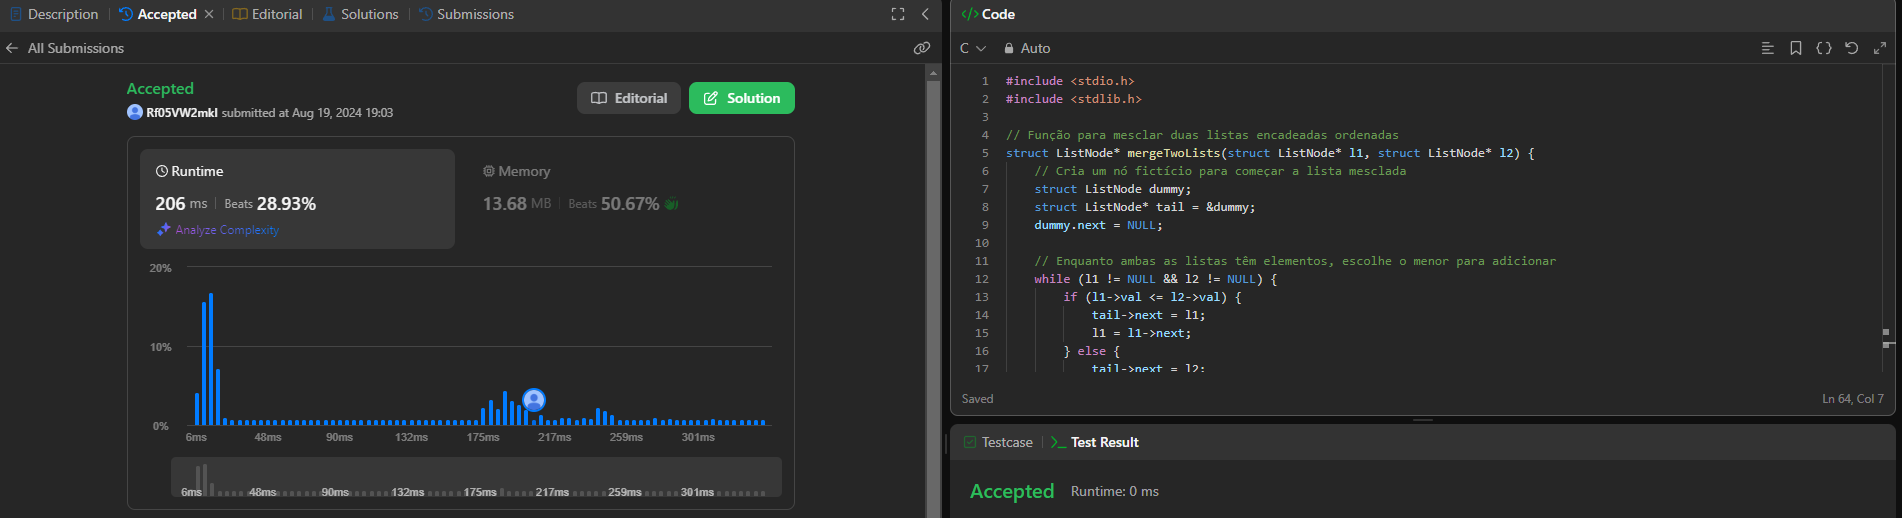 Description | Accepted × | Editorial | Solutions | Submissions
All Submissions
Accepted
Rf05VW2mkl submitted at Aug 19, 2024 19:03
Editorial
Solution
Runtime
206 ms | Beats 28.93%
Analyze Complexity
Memory
13.68 MB | Beats 50.67%
20%
10%
0%
6ms 48ms 90ms 132ms 175ms 217ms 259ms 301ms
6ms 48ms 90ms 132ms 175ms 217ms 259ms 301ms
</> Code
C Auto
1 #include <stdio.h>
2 #include <stdlib.h>
3
4 // Função para mesclar duas listas encadeadas ordenadas
5 struct ListNode* mergeTwoLists(struct ListNode* l1, struct ListNode* l2) {
6     // Cria um nó fictício para começar a lista mesclada
7     struct ListNode dummy;
8     struct ListNode* tail = &dummy;
9     dummy.next = NULL;
10
11     // Enquanto ambas as listas têm elementos, escolhe o menor para adicionar
12     while (l1 != NULL && l2 != NULL) {
13         if (l1->val <= l2->val) {
14             tail->next = l1;
15             l1 = l1->next;
16         } else {
17             tail->next = l2;
Saved
Ln 64, Col 7
Testcase | Test Result
Accepted Runtime: 0 ms